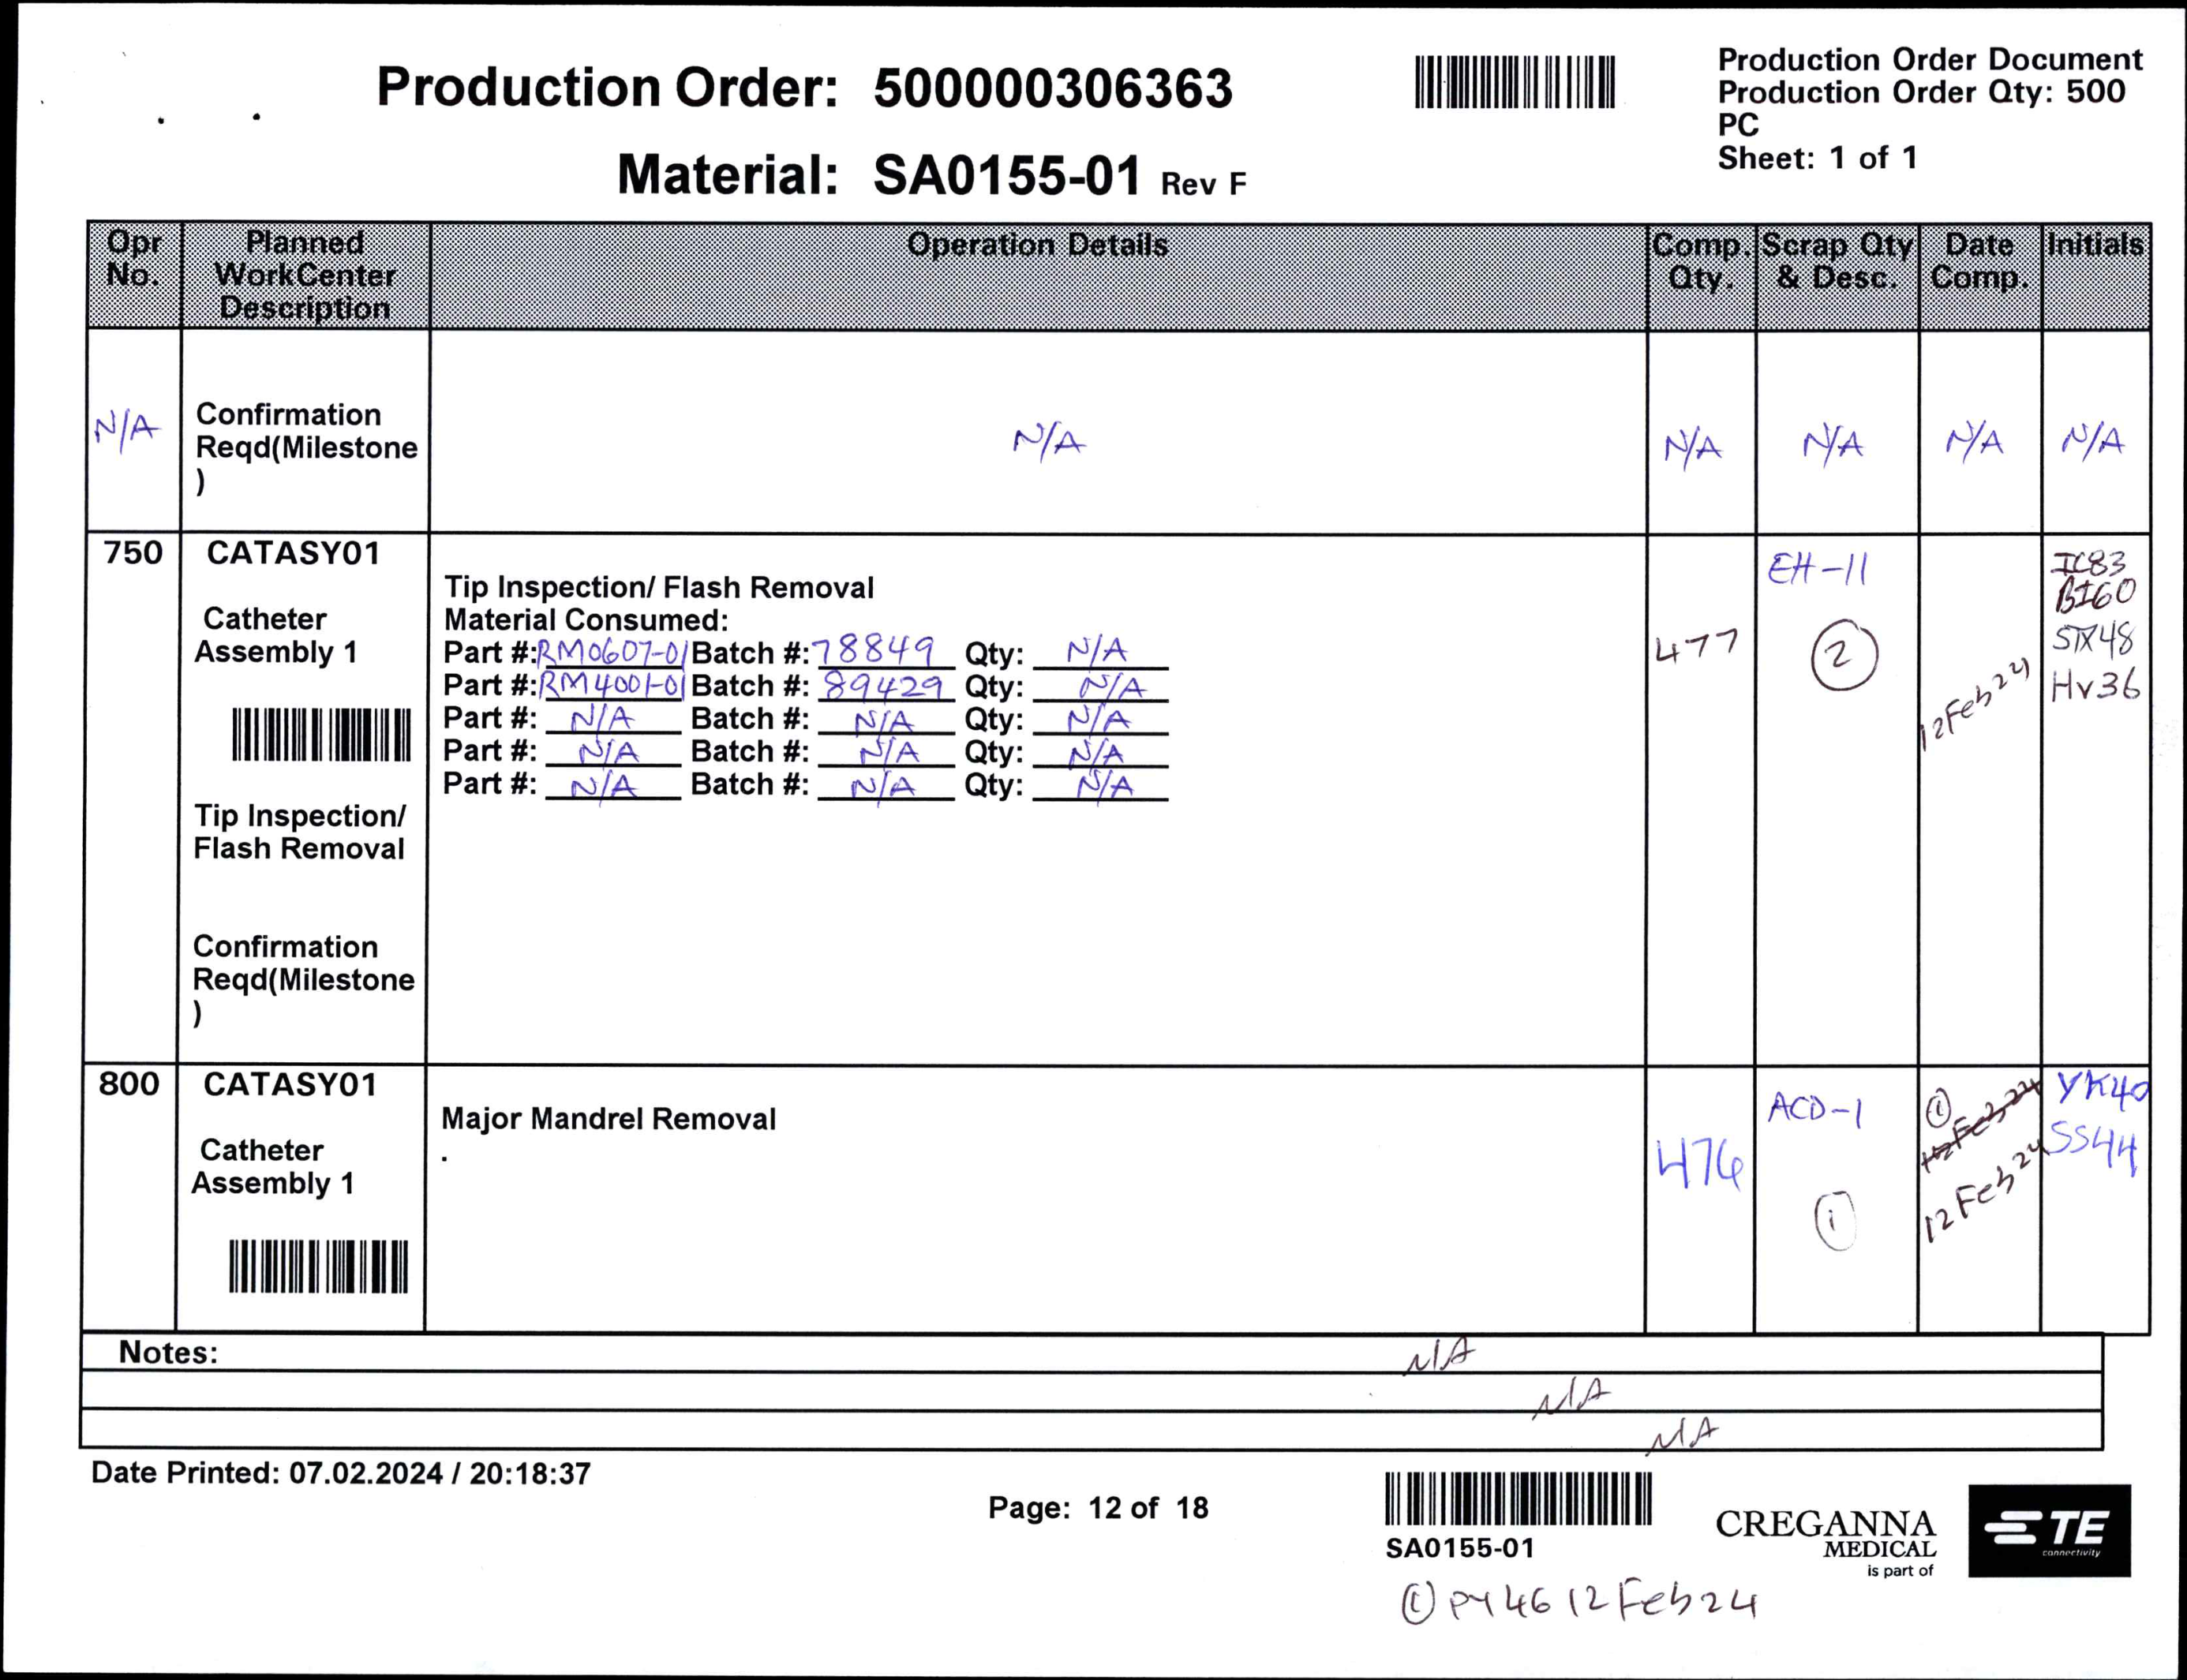 Production Order: 500000306363
Production Order Document
Production Order Qty: 500
PC
Sheet: 1 of 1
Material: SA0155-01 Rev F
Opr No. Planned WorkCenter Description Operation Details Comp. Qty. Scrap Qty & Desc. Date Comp. Initials
N/A
Confirmation
Reqd(Milestone
)
N/A N/A N/A N/A N/A
750 CATASY01
Catheter
Assembly 1
Tip Inspection/
Flash Removal
Confirmation
Reqd(Milestone
)
Tip Inspection/ Flash Removal
Material Consumed:
Part #: RM0607-01 Batch #: 78849 Qty: N/A
Part #: RM4001-01 Batch #: 89429 Qty: N/A
Part #: N/A Batch #: N/A Qty: N/A
Part #: N/A Batch #: N/A Qty: N/A
Part #: N/A Batch #: N/A Qty: N/A
477
EH-11
2
12Feb24
IC83
BI60
STX48
Hv36
800 CATASY01
Catheter
Assembly 1
Major Mandrel Removal
.
476
ACD-1
1
1
12Feb24
YK40
SS44
Notes: N/A
N/A
N/A
Date Printed: 07.02.2024 / 20:18:37
Page: 12 of 18
SA0155-01
CREGANNA
MEDICAL
is part of
TE
connectivity
1 PY46 12Feb24